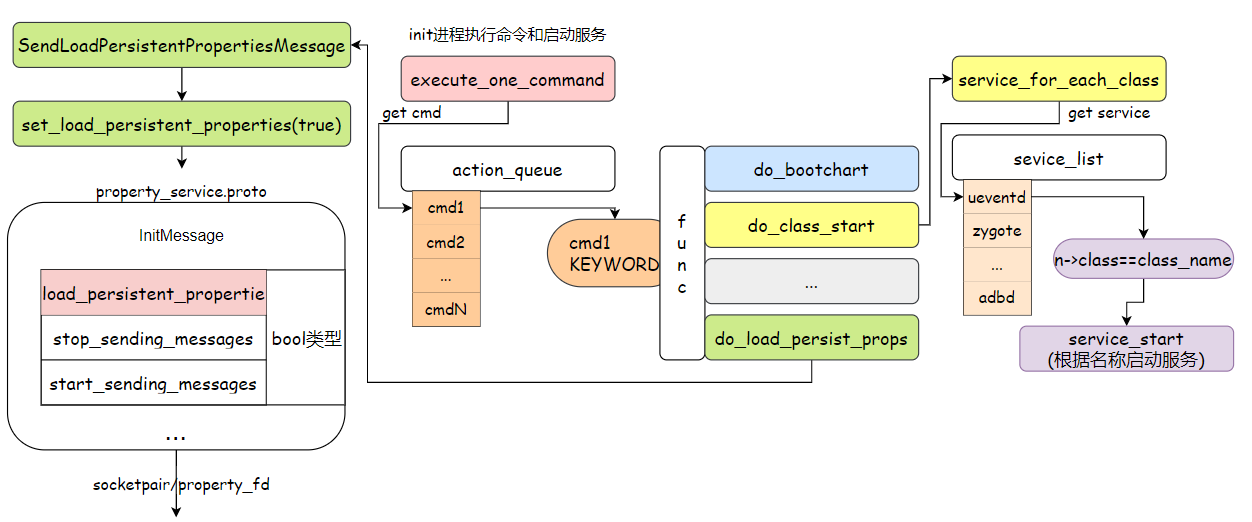 SendLoadPersistentPropertiesMessage
set_load_persistent_properties(true)
property_service.proto
InitMessage
load_persistent_propertie
stop_sending_messages
start_sending_messages
bool类型
...
socketpair/property_fd
init进程执行命令和启动服务
execute_one_command
get cmd
action_queue
cmd1
cmd2
...
cmdN
cmd1
KEYWORD
f
u
n
c
do_bootchart
do_class_start
...
do_load_persist_props
service_for_each_class
get service
sevice_list
ueventd
zygote
...
adbd
n->class==class_name
service_start
(根据名称启动服务)